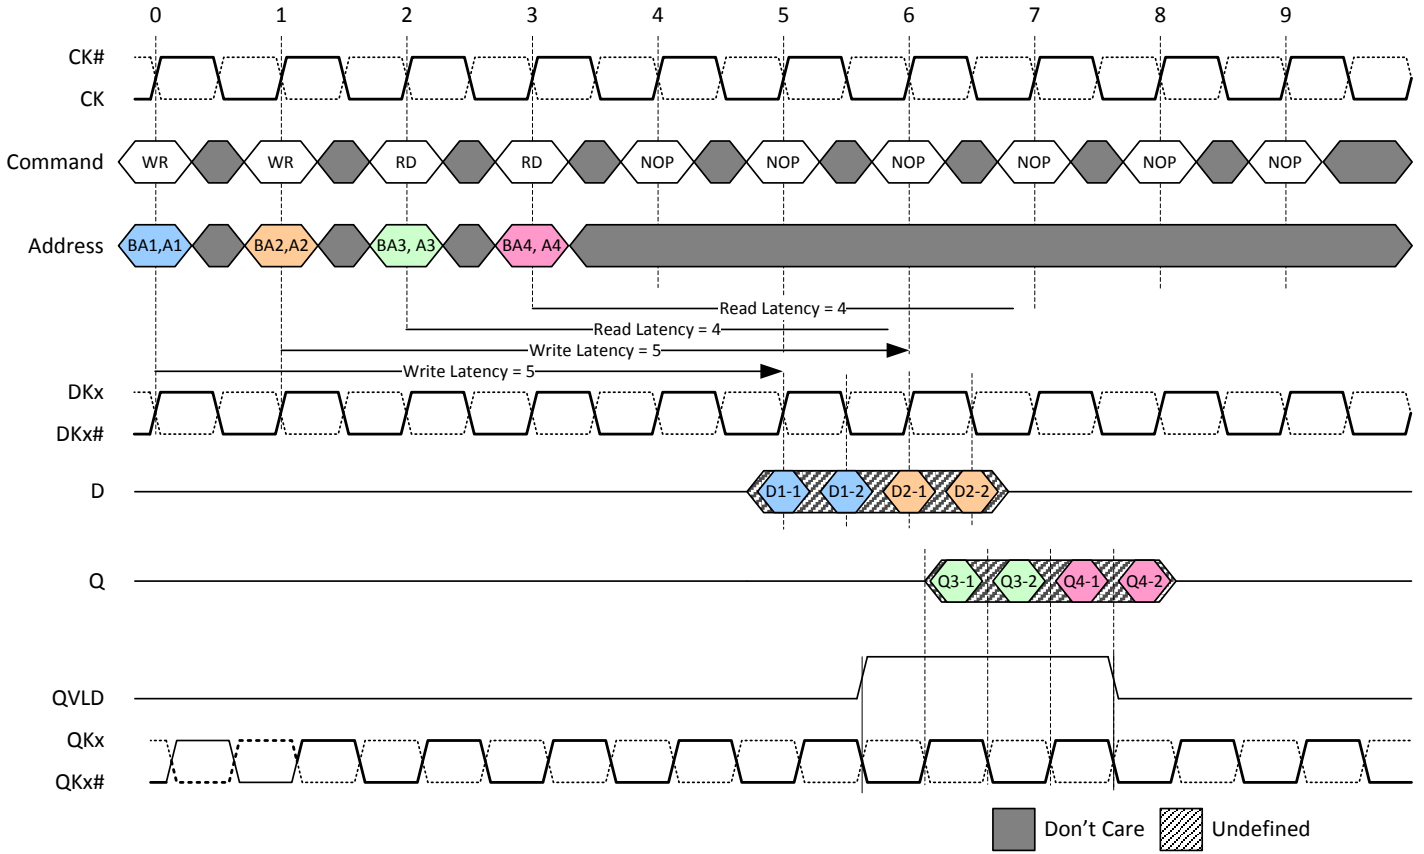 0 1 2 3 4 5 6 7 8 9
CK#
CK
Command WR WR RD RD NOP NOP NOP NOP NOP NOP
Address BA1,A1 BA2,A2 BA3, A3 BA4, A4
Read Latency = 4
Read Latency = 4
Write Latency = 5
Write Latency = 5
DKx
DKx#
D D1-1 D1-2 D2-1 D2-2
Q Q3-1 Q3-2 Q4-1 Q4-2
QVLD
QKx
QKx#
Don’t Care Undefined